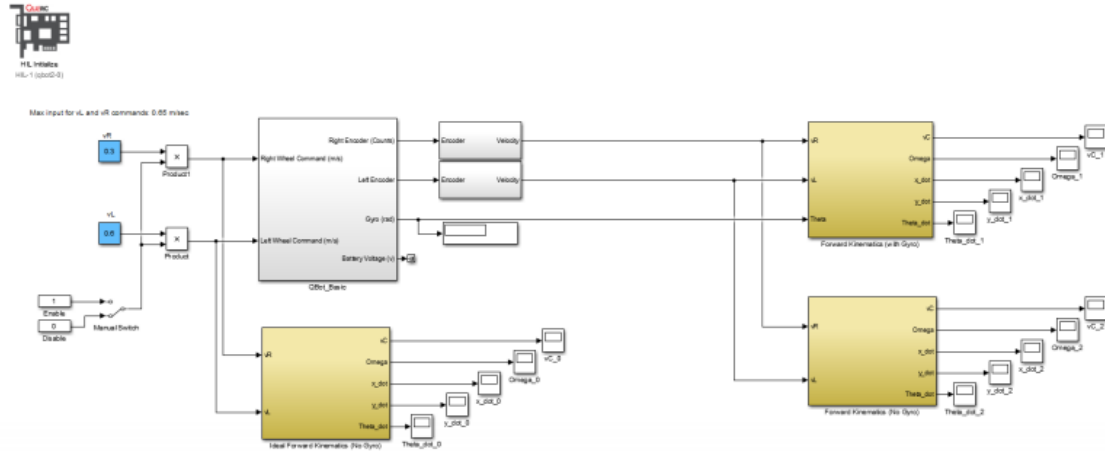 Quarc
HIL Initialize
HIL-1 (qbot2-0)
Max input for vL and vR commands: 0.65 m/sec
vR
0.3
×
Product1
vL
0.6
×
Product
1
Enable
0
Disable
Manual Switch
Right Wheel Command (m/s)
Left Wheel Command (m/s)
Right Encoder (Counts)
Left Encoder
Gyro (rad)
Battery Voltage (v)
QBot_Basic
Encoder Velocity
Encoder Velocity
vR
vL
Theta
vC
Omega
x_dot
y_dot
Theta_dot
Forward Kinematics (with Gyro)
vC_1
Omega_1
x_dot_1
y_dot_1
Theta_dot_1
vR
vL
vC
Omega
x_dot
y_dot
Theta_dot
Ideal Forward Kinematics (No Gyro)
vC_0
Omega_0
x_dot_0
y_dot_0
Theta_dot_0
vR
vL
vC
Omega
x_dot
y_dot
Theta_dot
Forward Kinematics (No Gyro)
vC_2
Omega_2
x_dot_2
y_dot_2
Theta_dot_2